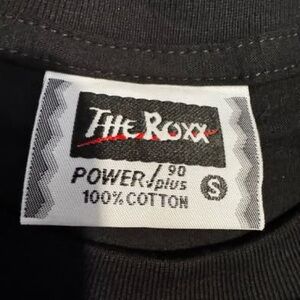 THE ROXX
POWER/90 plus S
100% COTTON